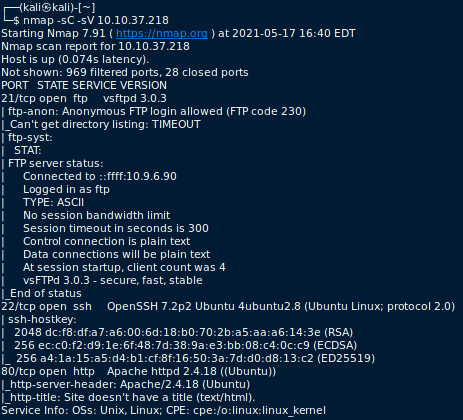 ┌──(kali㉿kali)-[~]
└─$ nmap -sC -sV 10.10.37.218
Starting Nmap 7.91 ( https://nmap.org ) at 2021-05-17 16:40 EDT
Nmap scan report for 10.10.37.218
Host is up (0.074s latency).
Not shown: 969 filtered ports, 28 closed ports
PORT   STATE SERVICE VERSION
21/tcp open  ftp     vsftpd 3.0.3
| ftp-anon: Anonymous FTP login allowed (FTP code 230)
|_Can't get directory listing: TIMEOUT
| ftp-syst:
|   STAT:
| FTP server status:
|      Connected to ::ffff:10.9.6.90
|      Logged in as ftp
|      TYPE: ASCII
|      No session bandwidth limit
|      Session timeout in seconds is 300
|      Control connection is plain text
|      Data connections will be plain text
|      At session startup, client count was 4
|      vsFTPd 3.0.3 - secure, fast, stable
|_End of status
22/tcp open  ssh     OpenSSH 7.2p2 Ubuntu 4ubuntu2.8 (Ubuntu Linux; protocol 2.0)
| ssh-hostkey:
|   2048 dc:f8:df:a7:a6:00:6d:18:b0:70:2b:a5:aa:a6:14:3e (RSA)
|   256 ec:c0:f2:d9:1e:6f:48:7d:38:9a:e3:bb:08:c4:0c:c9 (ECDSA)
|_  256 a4:1a:15:a5:d4:b1:cf:8f:16:50:3a:7d:d0:d8:13:c2 (ED25519)
80/tcp open  http    Apache httpd 2.4.18 ((Ubuntu))
|_http-server-header: Apache/2.4.18 (Ubuntu)
|_http-title: Site doesn't have a title (text/html).
Service Info: OSs: Unix, Linux; CPE: cpe:/o:linux:linux_kernel